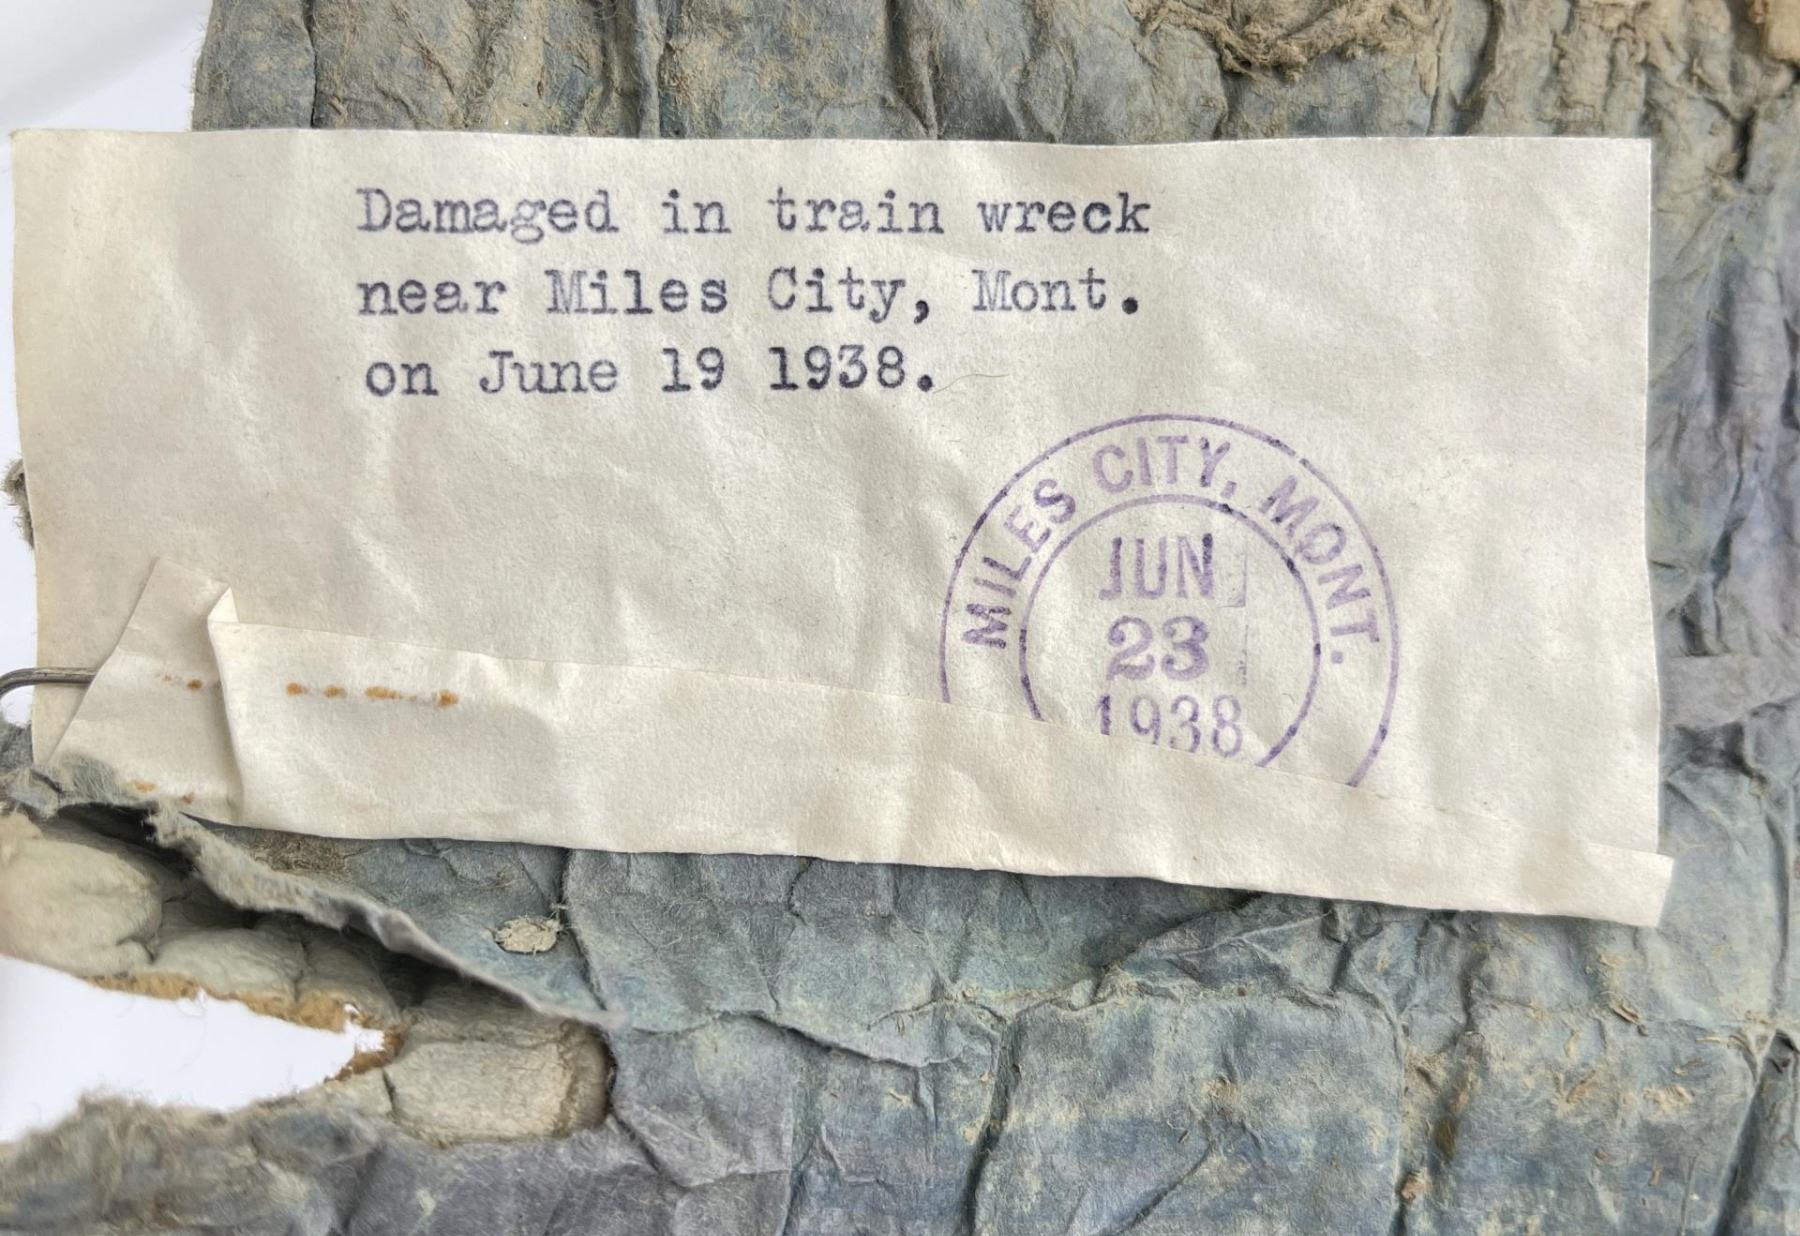 Damaged in train wreck
near Miles City, Mont.
on June 19 1938.
MILES CITY, MONT.
JUN
23
1938